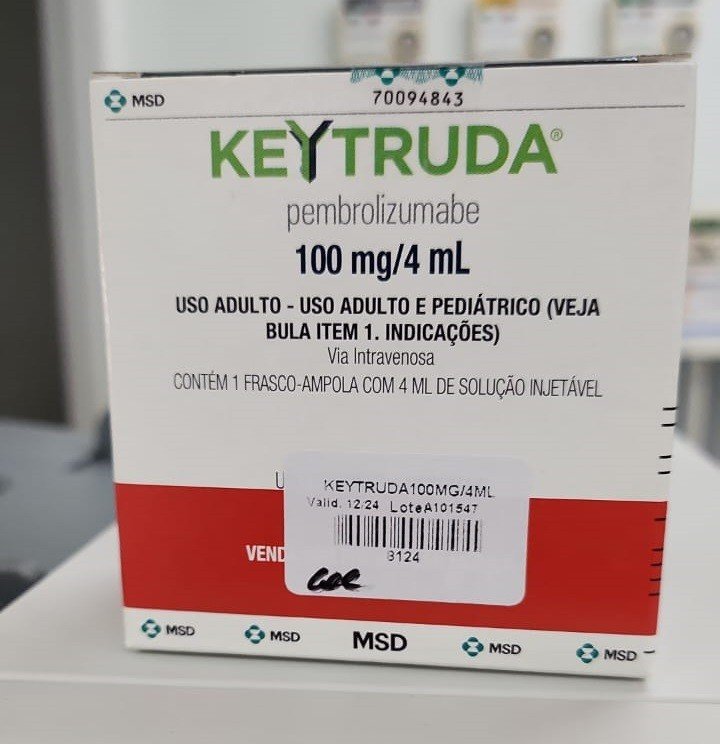 MSD
70094843
KEYTRUDA®
pembrolizumabe
100 mg/4 mL
USO ADULTO - USO ADULTO E PEDIÁTRICO (VEJA
BULA ITEM 1. INDICAÇÕES)
Via Intravenosa
CONTÉM 1 FRASCO-AMPOLA COM 4 ML DE SOLUÇÃO INJETÁVEL
U
KEYTRUDA100MG/4ML
Valid. 12/24 LoteA101547
VEND
8124
MSD MSD MSD MSD MSD